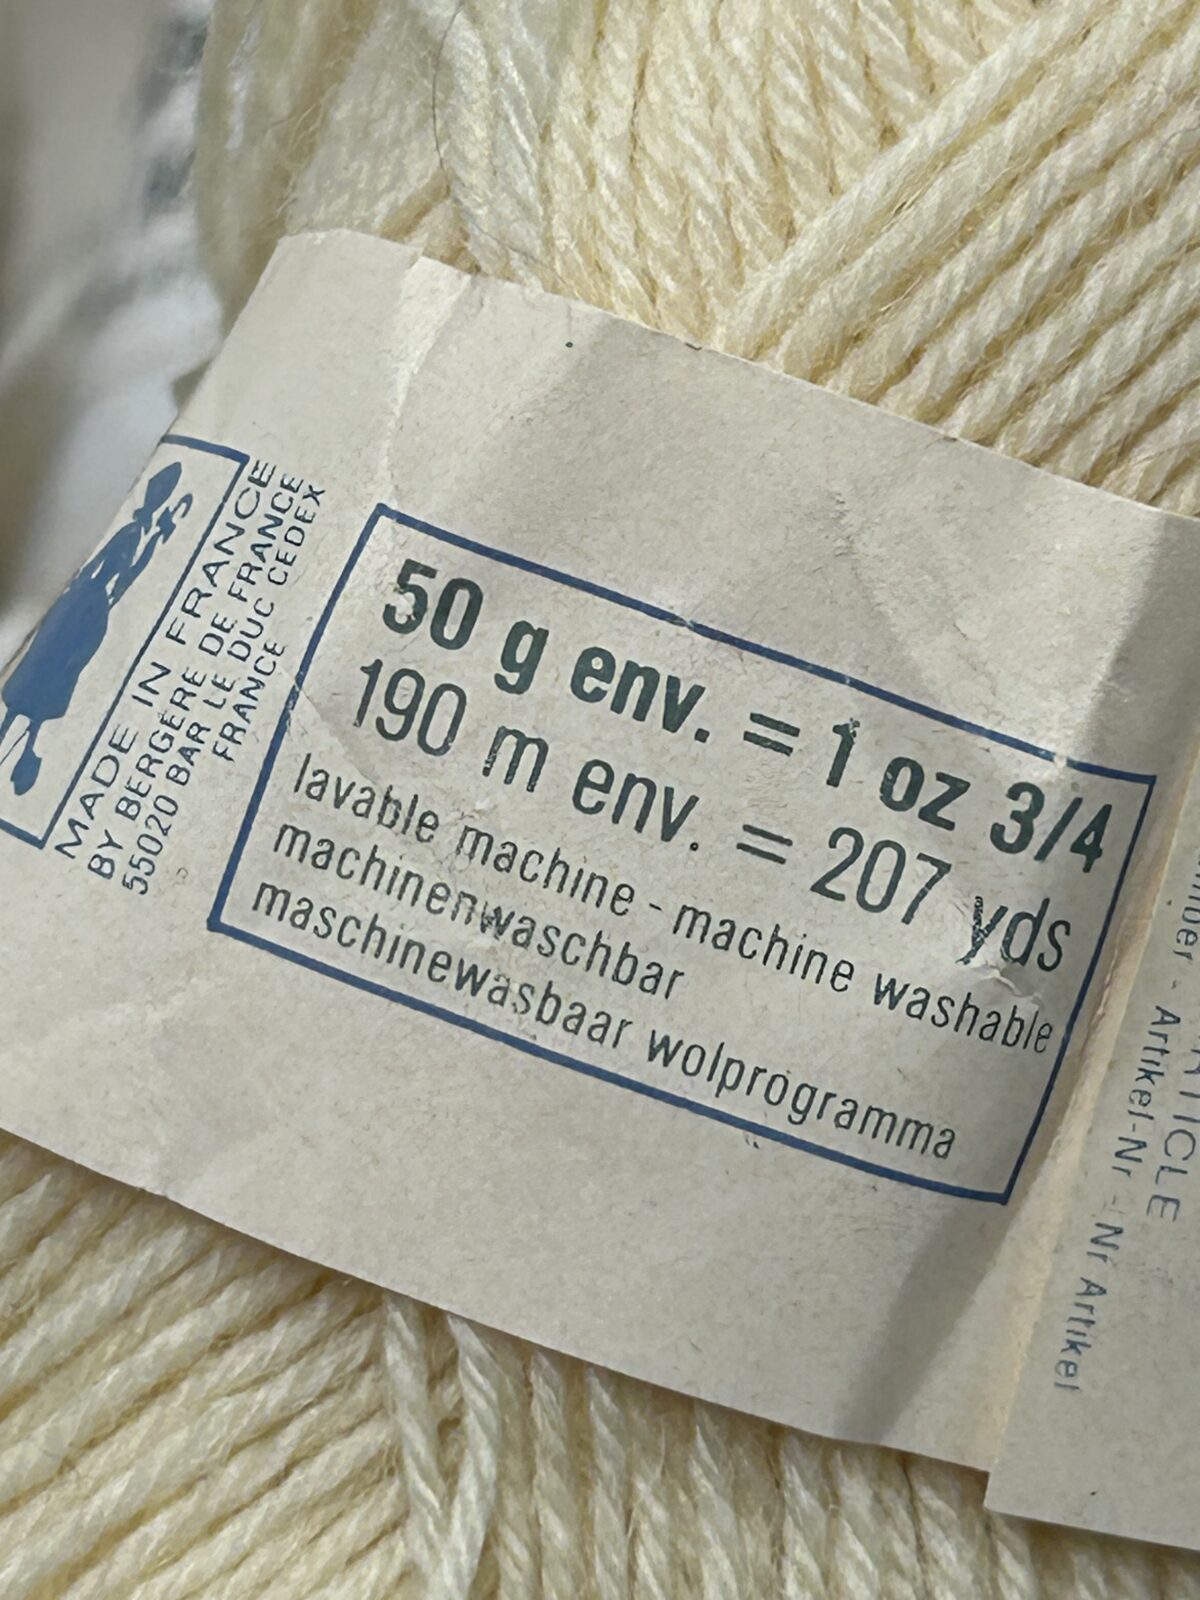 MADE IN FRANCE
BY BERGÈRE DE FRANCE
55020 BAR LE DUC CEDEX
FRANCE
50 g env. = 1 oz 3/4
190 m env. = 207 yds
lavable machine - machine washable
machinenwaschbar
maschinewasbaar wolprogramma
Artikel-Nr - Nr Artikel